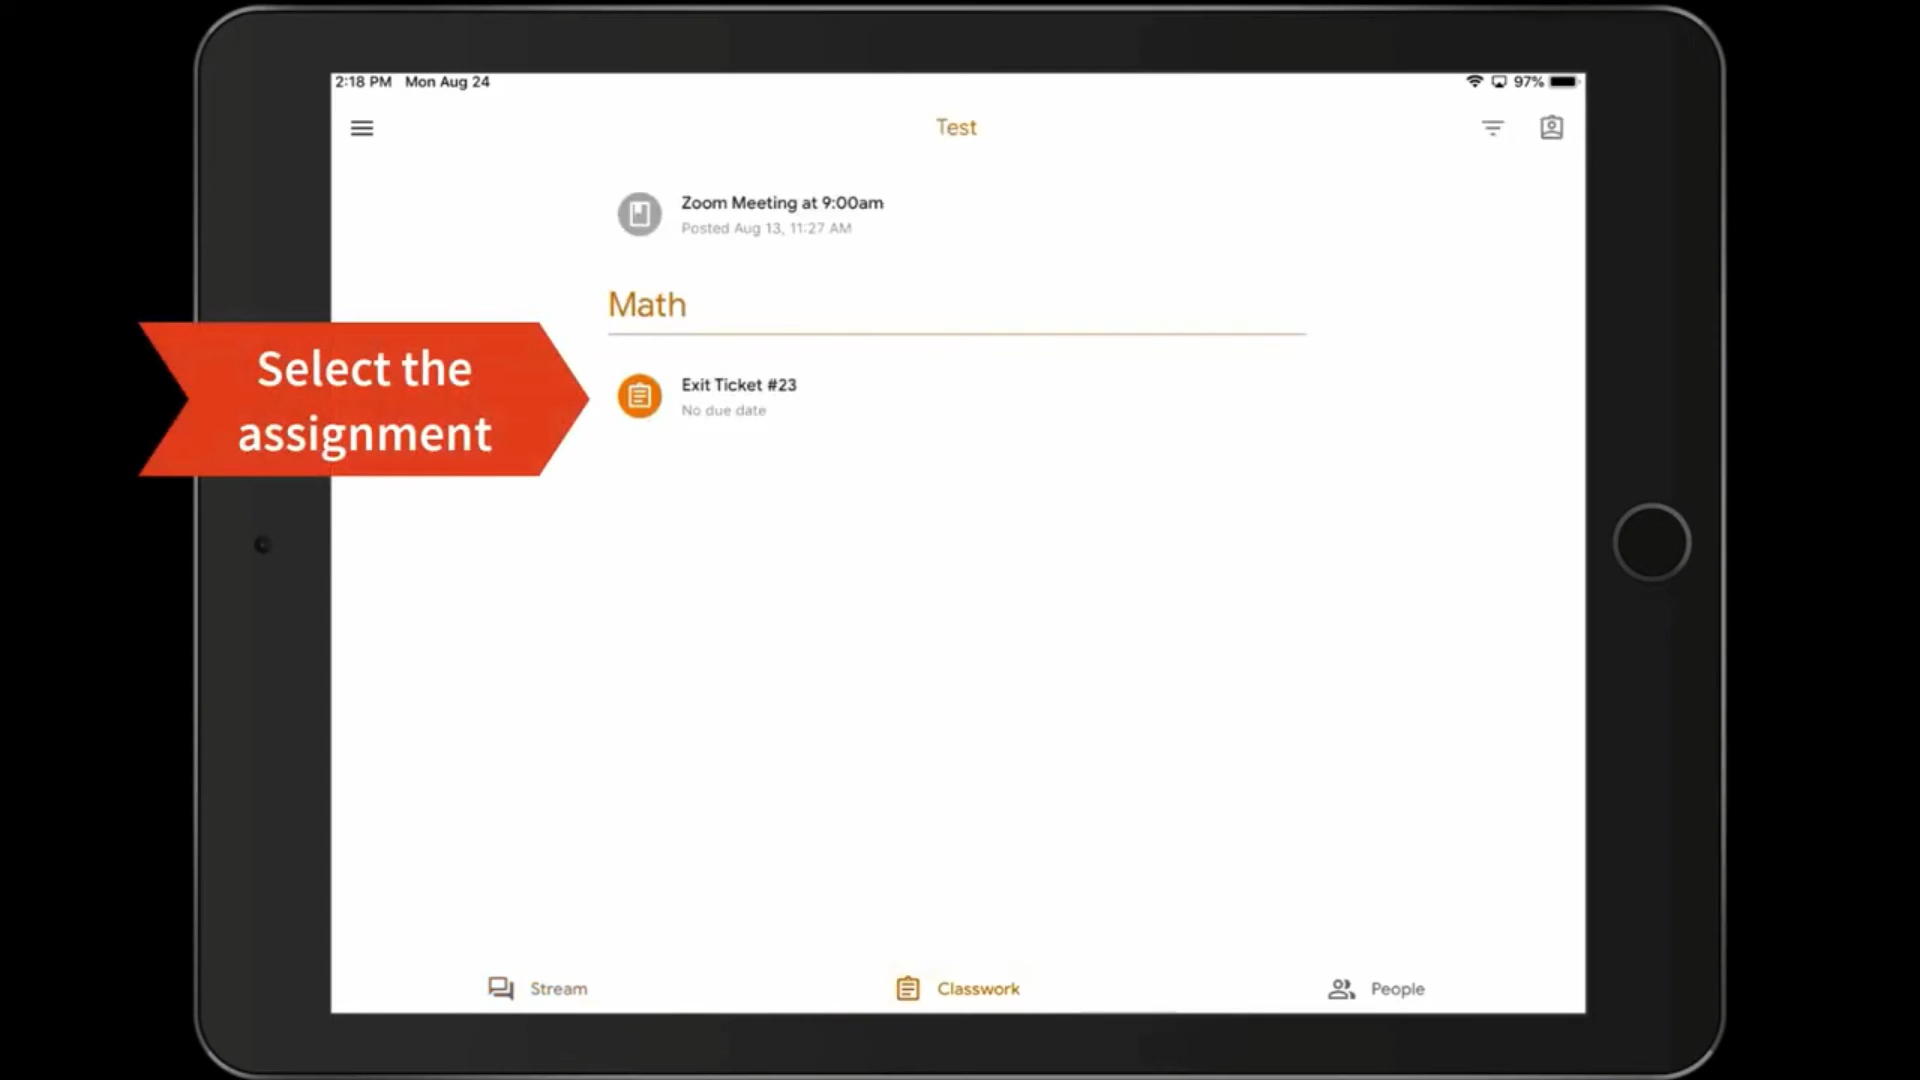 2:18 PM Mon Aug 24
97%
Test
Zoom Meeting at 9:00am
Posted Aug 13, 11:27 AM
Math
Select the
assignment
Exit Ticket #23
No due date
Stream
Classwork
People